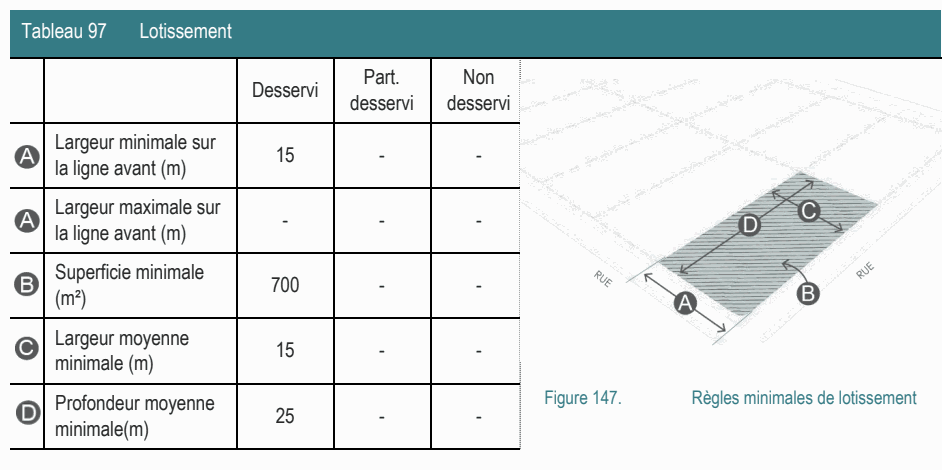 Tableau 97 Lotissement
Desservi
Part.
desservi
Non
desservi
A Largeur minimale sur
la ligne avant (m)
15 - -
A Largeur maximale sur
la ligne avant (m)
- - -
B Superficie minimale
(m²)
700 - -
C Largeur moyenne
minimale (m)
15 - -
D Profondeur moyenne
minimale(m)
25 - -
C
D
RUE
RUE
B
A
Figure 147. Règles minimales de lotissement